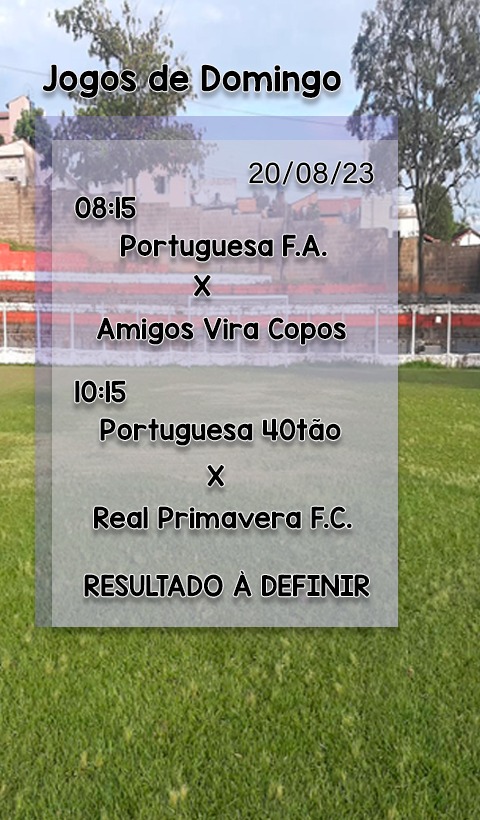 Jogos de Domingo
20/08/23
08:15
Portuguesa F.A.
X
Amigos Vira Copos
10:15
Portuguesa 40tão
X
Real Primavera F.C.
RESULTADO À DEFINIR